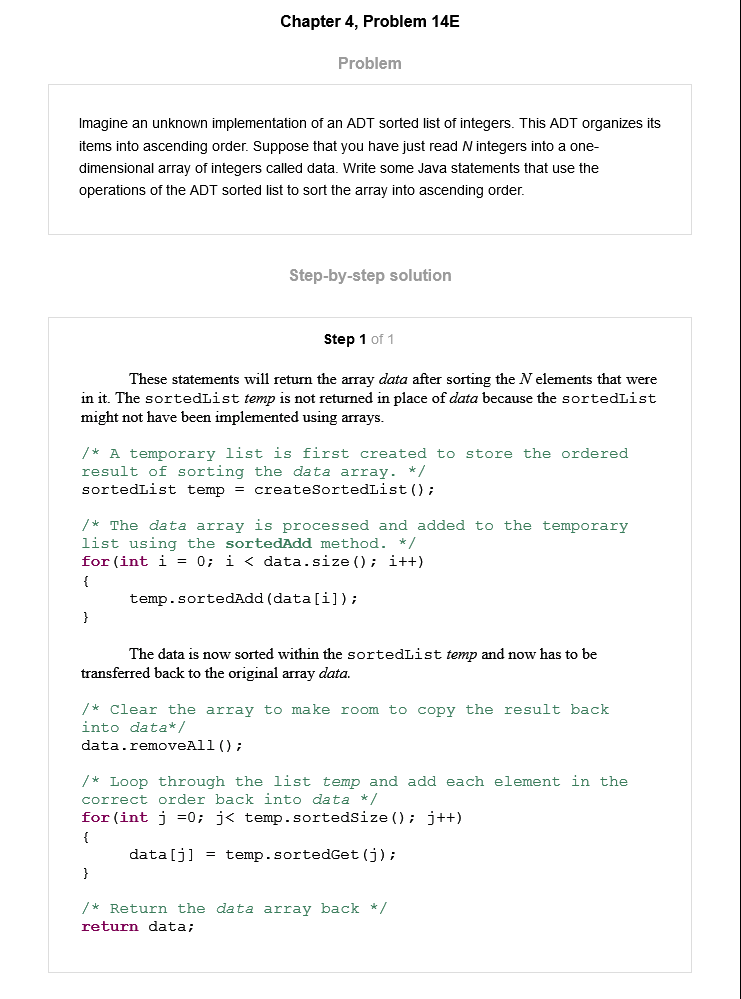 Chapter 4, Problem 14E
Problem
Imagine an unknown implementation of an ADT sorted list of integers. This ADT organizes its
items into ascending order. Suppose that you have just read N integers into a one-
dimensional array of integers called data. Write some Java statements that use the
operations of the ADT sorted list to sort the array into ascending order.
Step-by-step solution
Step 1 of 1
These statements will return the array data after sorting the N elements that were
in it. The sortedList temp is not returned in place of data because the sortedList
might not have been implemented using arrays.
/* A temporary list is first created to store the ordered
result of sorting the data array. */
sortedList temp = createSortedList();
/* The data array is processed and added to the temporary
list using the sortedAdd method. */
for(int i = 0; i < data.size(); i++)
{
temp.sortedAdd(data[i]);
}
The data is now sorted within the sortedList temp and now has to be
transferred back to the original array data.
/* Clear the array to make room to copy the result back
into data*/
data.removeAll();
/* Loop through the list temp and add each element in the
correct order back into data */
for(int j =0; j< temp.sortedSize(); j++)
{
data[j] = temp.sortedGet(j);
}
/* Return the data array back */
return data;